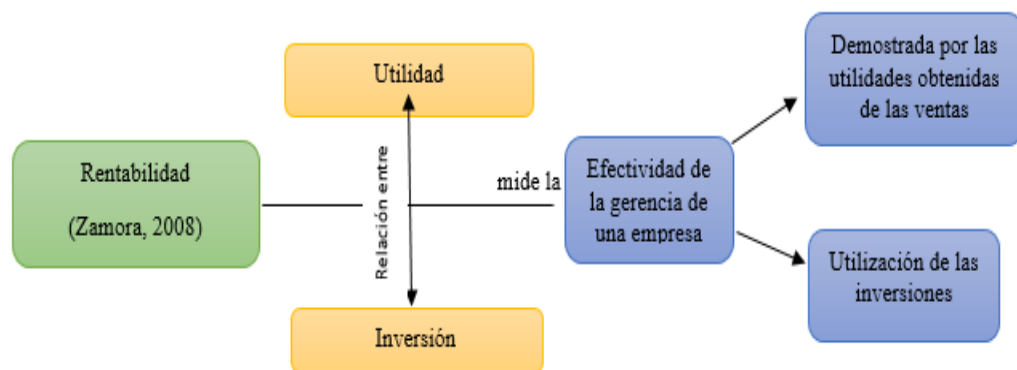 Rentabilidad
(Zamora, 2008)
Utilidad
Relación entre
Inversión
mide la
Efectividad de
la gerencia de
una empresa
Demostrada por las
utilidades obtenidas
de las ventas
Utilización de las
inversiones